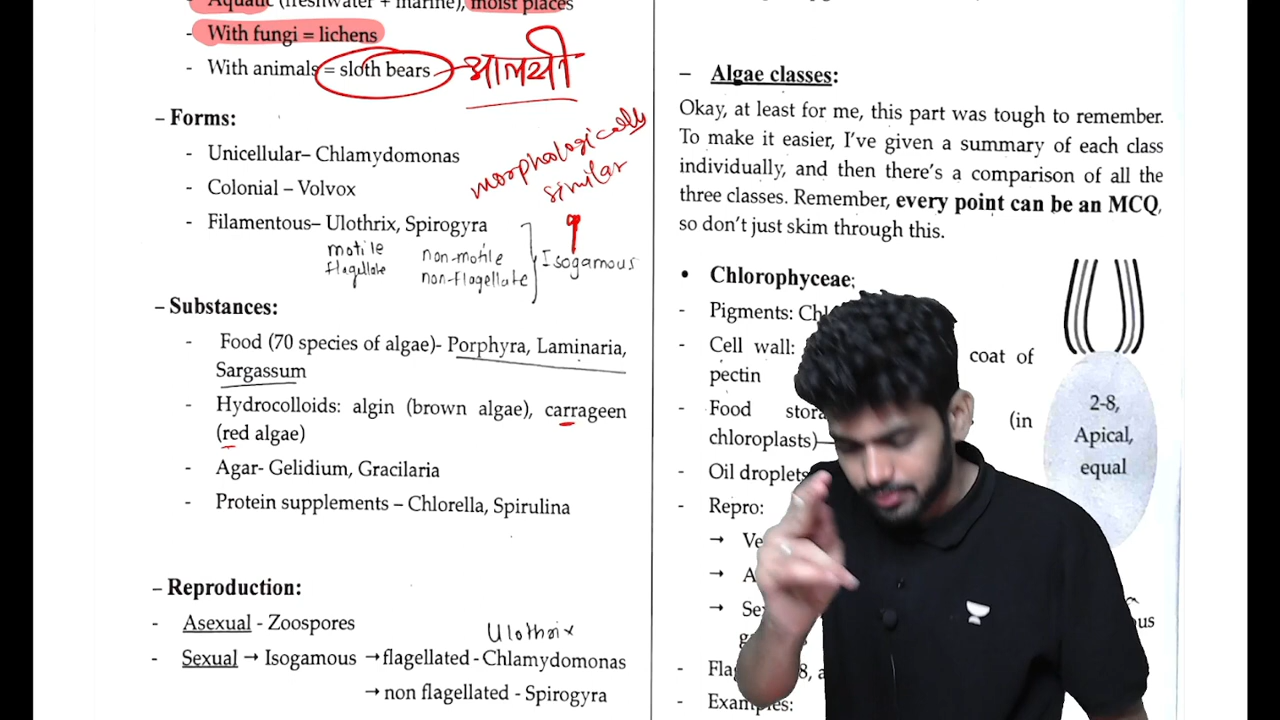 - Aquatic (freshwater + marine), moist places
- With fungi = lichens
- With animals = sloth bears आलसी
– Forms:
- Unicellular– Chlamydomonas
- Colonial – Volvox
- Filamentous– Ulothrix, Spirogyra
motile non-motile
flagellate non-flagellate
Isogamous
morphologically
similar
– Substances:
- Food (70 species of algae)- Porphyra, Laminaria,
Sargassum
- Hydrocolloids: algin (brown algae), carrageen
(red algae)
- Agar- Gelidium, Gracilaria
- Protein supplements – Chlorella, Spirulina
– Reproduction:
- Asexual - Zoospores
Ulothrix
- Sexual → Isogamous → flagellated - Chlamydomonas
→ non flagellated - Spirogyra
– Algae classes:
Okay, at least for me, this part was tough to remember.
To make it easier, I've given a summary of each class
individually, and then there's a comparison of all the
three classes. Remember, every point can be an MCQ,
so don't just skim through this.
• Chlorophyceae:
- Pigments:
- Cell wall: coat of
pectin
- Food (in
chloroplasts)
- Oil droplets
- Repro:
- Examples:
2-8,
Apical,
equal